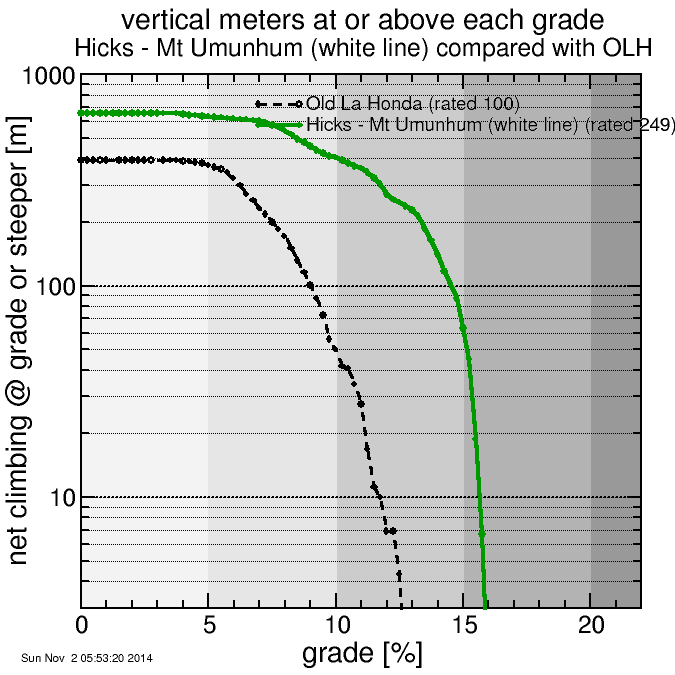 vertical meters at or above each grade
Hicks - Mt Umunhum (white line) compared with OLH
net climbing @ grade or steeper [m]
1000
100
10
Old La Honda (rated 100)
Hicks - Mt Umunhum (white line) (rated 249)
0 5 10 15 20
grade [%]
Sun Nov 2 05:53:20 2014